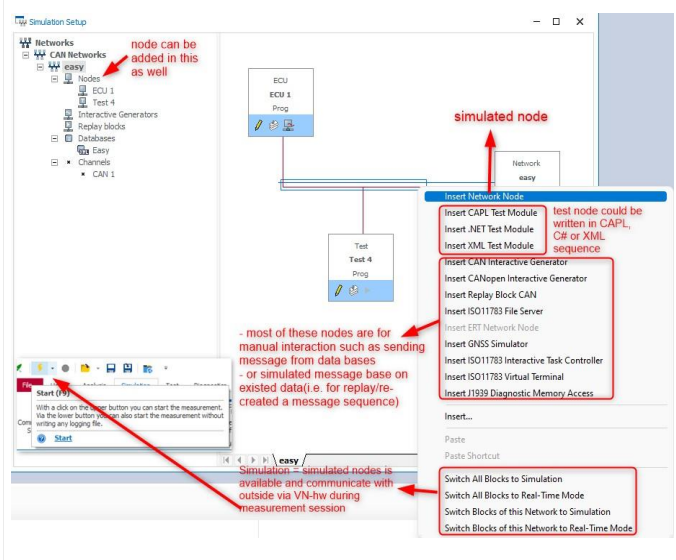 Simulation Setup
Networks
CAN Networks
easy
Nodes
ECU 1
Test 4
Interactive Generators
Replay blocks
Databases
Easy
Channels
CAN 1
node can be
added in this
as well
ECU
ECU 1
Prog
simulated node
Network
easy
Test
Test 4
Prog
Insert Network Node
Insert CAPL Test Module
Insert .NET Test Module
Insert XML Test Module
test node could be
written in CAPL,
C# or XML
sequence
Insert CAN Interactive Generator
Insert CANopen Interactive Generator
Insert Replay Block CAN
Insert ISO11783 File Server
Insert ERT Network Node
Insert GNSS Simulator
Insert ISO11783 Interactive Task Controller
Insert ISO11783 Virtual Terminal
Insert J1939 Diagnostic Memory Access
Insert...
Paste
Paste Shortcut
Switch All Blocks to Simulation
Switch All Blocks to Real-Time Mode
Switch Blocks of this Network to Simulation
Switch Blocks of this Network to Real-Time Mode
- most of these nodes are for
manual interaction such as sending
message from data bases
- or simulated message base on
existed data(i.e. for replay/re-
created a message sequence)
File
Start (F9)
With a click on the upper button you can start the measurement.
Via the lower button you can also start the measurement without
writing any logging file.
Start
easy
Simulation = simulated nodes is
available and communicate with
outside via VN-hw during
measurement session